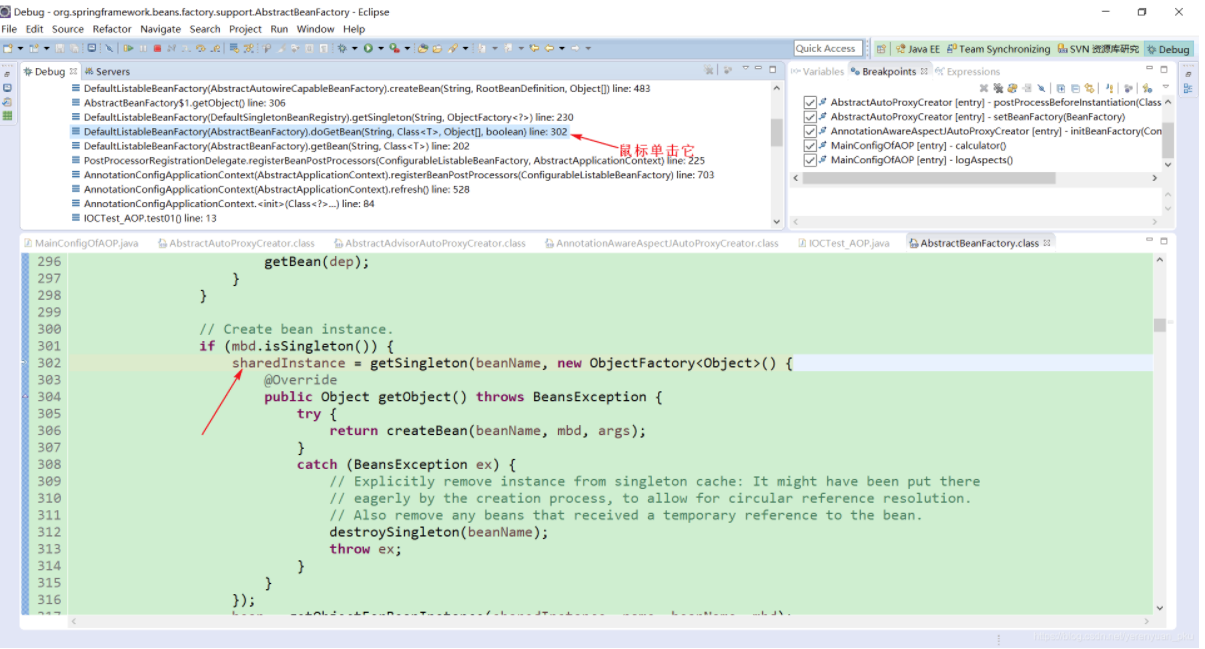 Debug - org.springframework.beans.factory.support.AbstractBeanFactory - Eclipse
File Edit Source Refactor Navigate Search Project Run Window Help
Quick Access Java EE Team Synchronizing SVN 资源库研究 Debug
Debug Servers
Variables Breakpoints Expressions
DefaultListableBeanFactory(AbstractAutowireCapableBeanFactory).createBean(String, RootBeanDefinition, Object[]) line: 483
AbstractBeanFactory$1.getObject() line: 306
DefaultListableBeanFactory(DefaultSingletonBeanRegistry).getSingleton(String, ObjectFactory<?>) line: 230
DefaultListableBeanFactory(AbstractBeanFactory).doGetBean(String, Class<T>, Object[], boolean) line: 302
DefaultListableBeanFactory(AbstractBeanFactory).getBean(String, Class<T>) line: 202
鼠标单击它
PostProcessorRegistrationDelegate.registerBeanPostProcessors(ConfigurableListableBeanFactory, AbstractApplicationContext) line: 225
AnnotationConfigApplicationContext(AbstractApplicationContext).registerBeanPostProcessors(ConfigurableListableBeanFactory) line: 703
AnnotationConfigApplicationContext(AbstractApplicationContext).refresh() line: 528
AnnotationConfigApplicationContext.<init>(Class<?>...) line: 84
IOCTest_AOP.test01() line: 13
AbstractAutoProxyCreator [entry] - postProcessBeforeInstantiation(Class
AbstractAutoProxyCreator [entry] - setBeanFactory(BeanFactory)
AnnotationAwareAspectJAutoProxyCreator [entry] - initBeanFactory(Con
MainConfigOfAOP [entry] - calculator()
MainConfigOfAOP [entry] - logAspects()
MainConfigOfAOP.java AbstractAutoProxyCreator.class AbstractAdvisorAutoProxyCreator.class AnnotationAwareAspectJAutoProxyCreator.class IOCTest_AOP.java AbstractBeanFactory.class
296 getBean(dep);
297 }
298 }
299
300 // Create bean instance.
301 if (mbd.isSingleton()) {
302 sharedInstance = getSingleton(beanName, new ObjectFactory<Object>() {
303 @Override
304 public Object getObject() throws BeansException {
305 try {
306 return createBean(beanName, mbd, args);
307 }
308 catch (BeansException ex) {
309 // Explicitly remove instance from singleton cache: It might have been put there
310 // eagerly by the creation process, to allow for circular reference resolution.
311 // Also remove any beans that received a temporary reference to the bean.
312 destroySingleton(beanName);
313 throw ex;
314 }
315 }
316 });